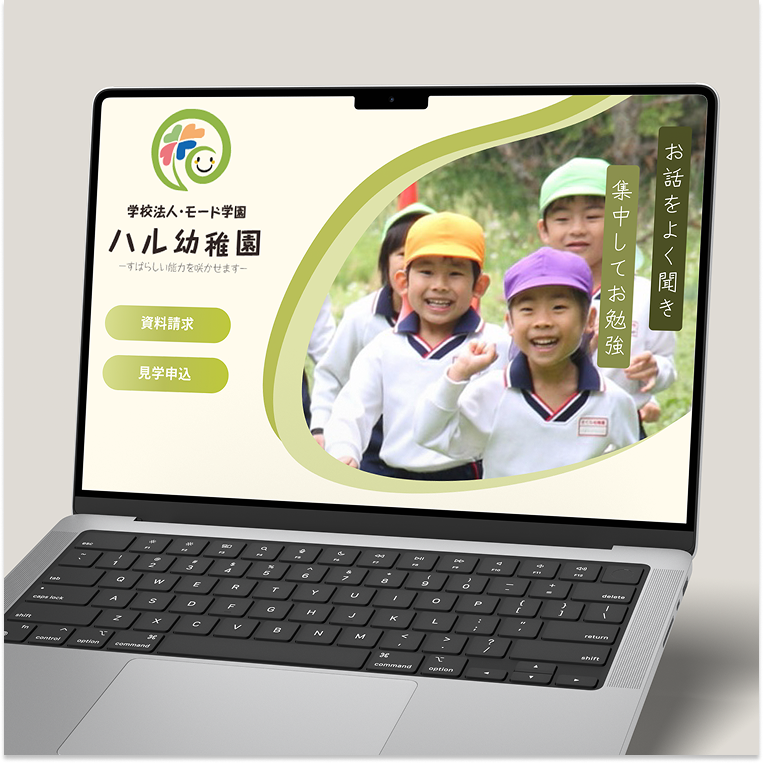 学校法人・モード学園
ハル幼稚園
−すばらしい能力を咲かせます−
資料請求
見学申込
お話をよく聞き
集中してお勉強
esc
tab
caps lock
shift
fn
control
option
command
command
option
delete
return
shift
Q W E R T Y U I O P
A S D F G H J K L
Z X C V B N M